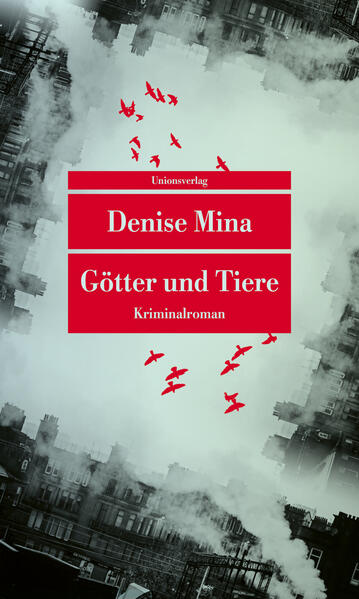 Unionsverlag
Denise Mina
Götter und Tiere
Kriminalroman